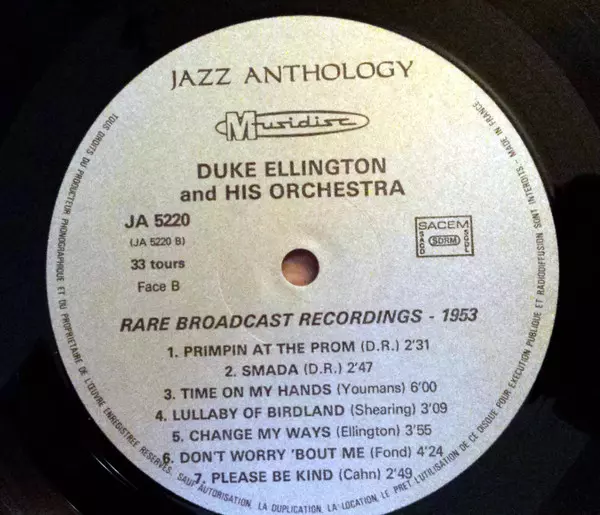 JAZZ ANTHOLOGY
Musidisc
DUKE ELLINGTON
and HIS ORCHESTRA
JA 5220
(JA 5220 B)
33 tours
Face B
SACEM
SACD SDRM SGDL
RARE BROADCAST RECORDINGS - 1953
1. PRIMPIN AT THE PROM (D.R.) 2'31
2. SMADA (D.R.) 2'47
3. TIME ON MY HANDS (Youmans) 6'00
4. LULLABY OF BIRDLAND (Shearing) 3'09
5. CHANGE MY WAYS (Ellington) 3'55
6. DON'T WORRY 'BOUT ME (Fond) 4'24
7. PLEASE BE KIND (Cahn) 2'49
TOUS DROITS DU PRODUCTEUR PHONOGRAPHIQUE ET DU PROPRIETAIRE DE L'ŒUVRE ENREGISTREE RESERVES. SAUF AUTORISATION, LA DUPLICATION, LA LOCATION, LE PRET, L'UTILISATION DE CE DISQUE POUR EXECUTION PUBLIQUE ET RADIODIFFUSION SONT INTERDITS - MADE IN FRANCE